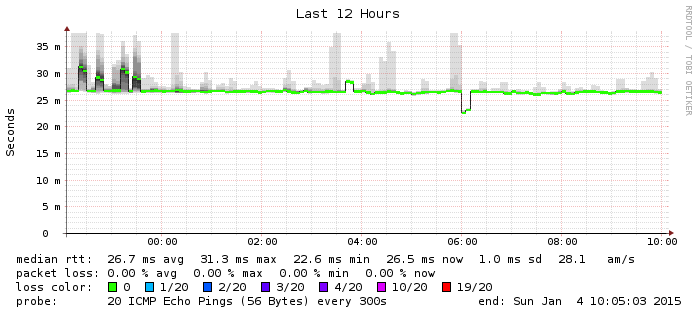 Last 12 Hours
RRDTOOL / TOBI OETIKER
Seconds
35 m
30 m
25 m
20 m
15 m
10 m
5 m
0
00:00 02:00 04:00 06:00 08:00 10:00
median rtt: 26.7 ms avg 31.3 ms max 22.6 ms min 26.5 ms now 1.0 ms sd 28.1 am/s
packet loss: 0.00 % avg 0.00 % max 0.00 % min 0.00 % now
loss color: 0 1/20 2/20 3/20 4/20 10/20 19/20
probe: 20 ICMP Echo Pings (56 Bytes) every 300s end: Sun Jan 4 10:05:03 2015